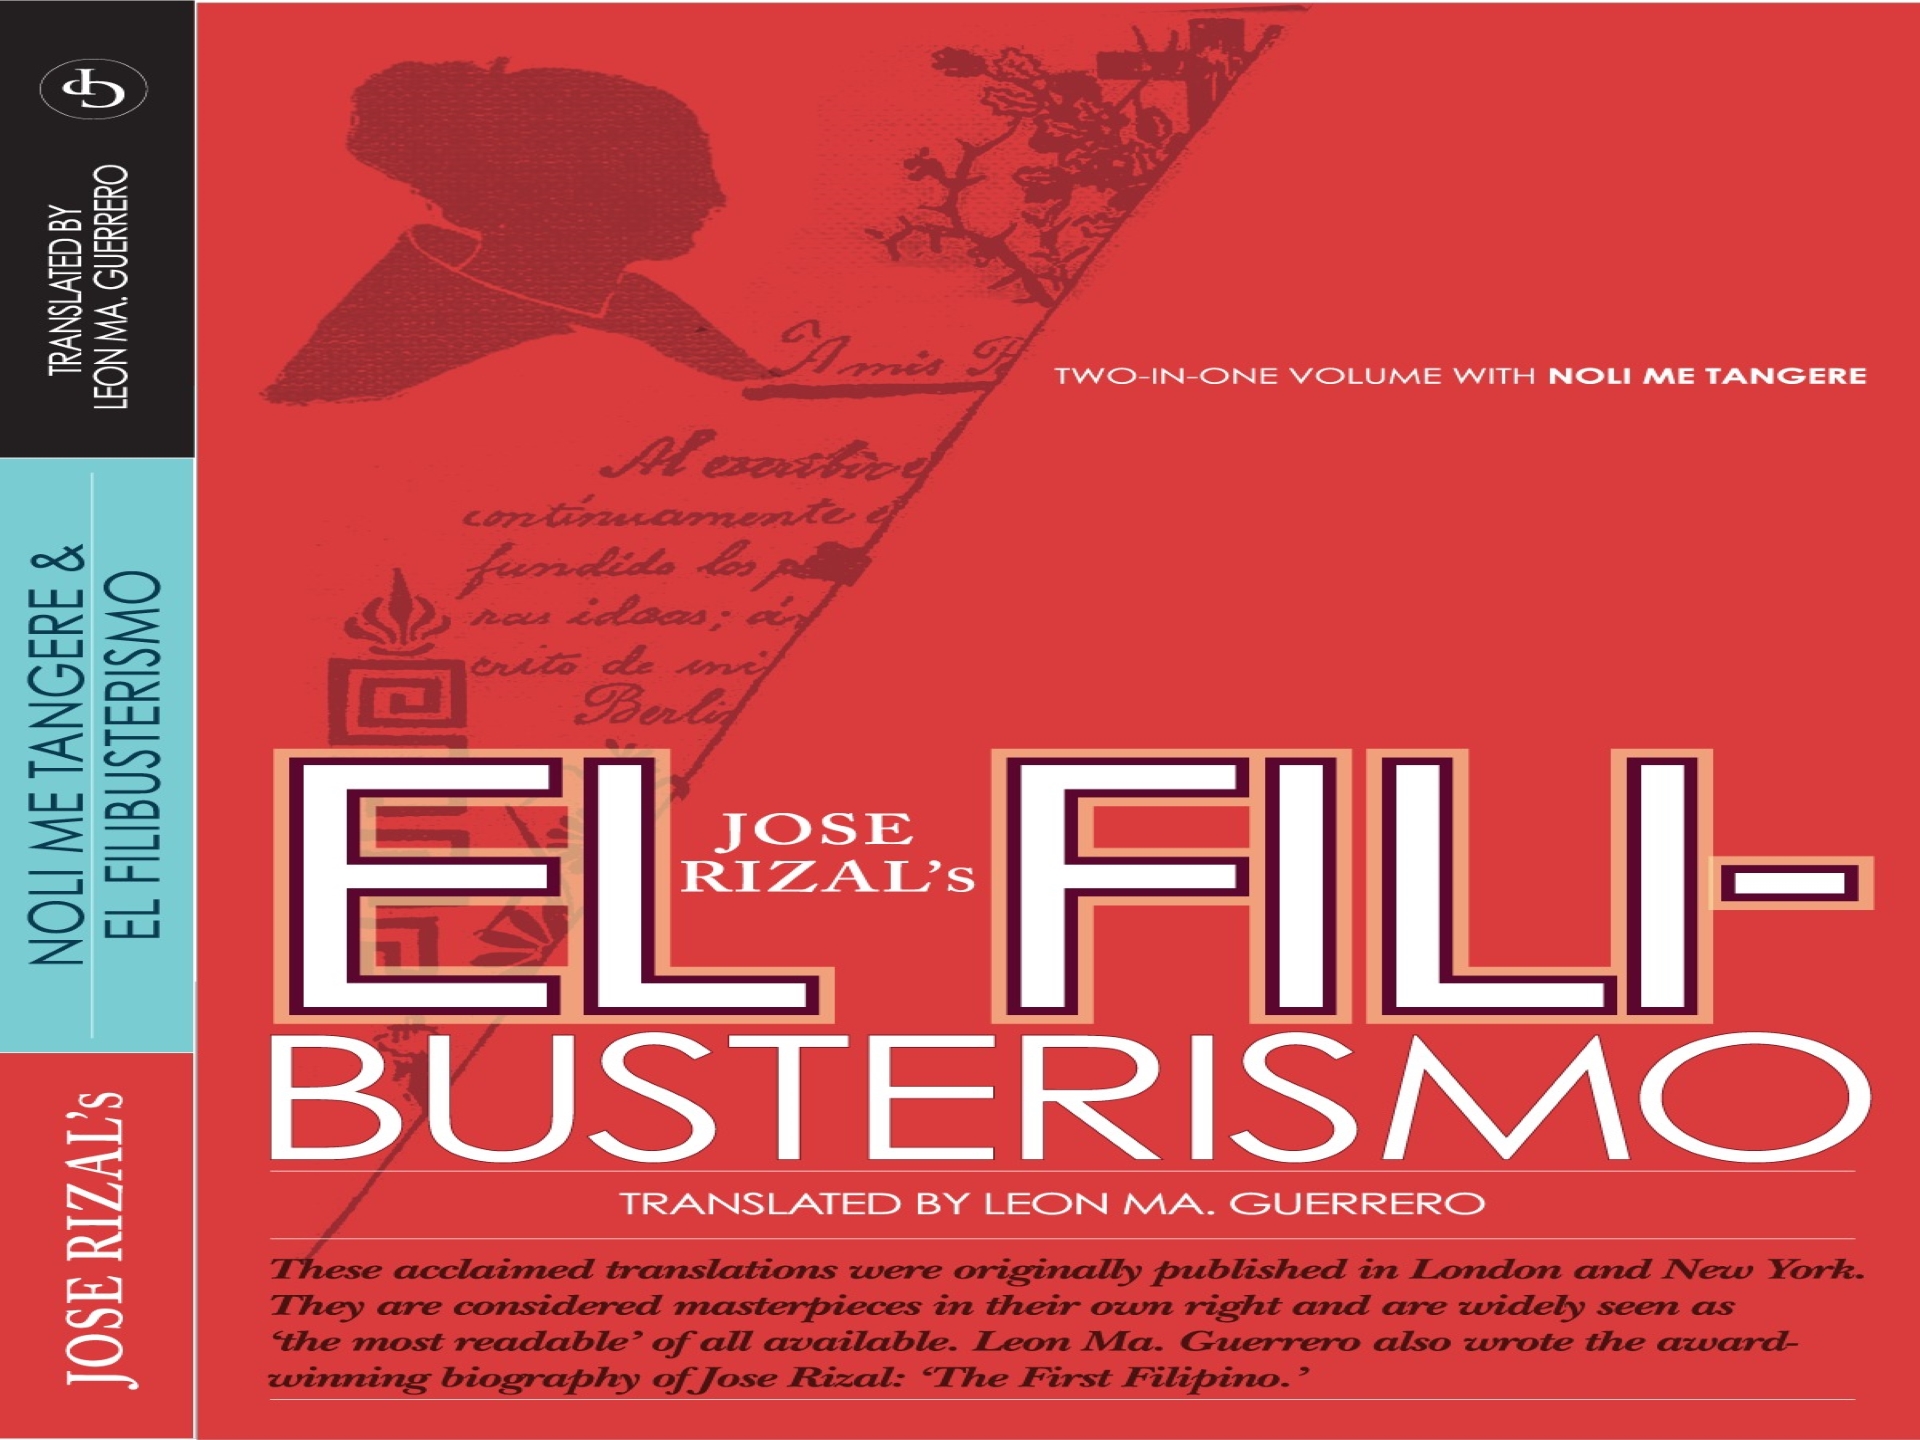 TRANSLATED BY
LEON MA. GUERRERO
NOLI ME TANGERE &
EL FILIBUSTERISMO
JOSE RIZAL's
A mis P
TWO-IN-ONE VOLUME WITH NOLI ME TANGERE
Al escribir e
continuamente e
fundido los p
ras ideas;
crito de mi
Berlin
JOSE
RIZAL's
EL FILI-
BUSTERISMO
TRANSLATED BY LEON MA. GUERRERO
These acclaimed translations were originally published in London and New York.
They are considered masterpieces in their own right and are widely seen as
‘the most readable’ of all available. Leon Ma. Guerrero also wrote the award-
winning biography of Jose Rizal: ‘The First Filipino.’